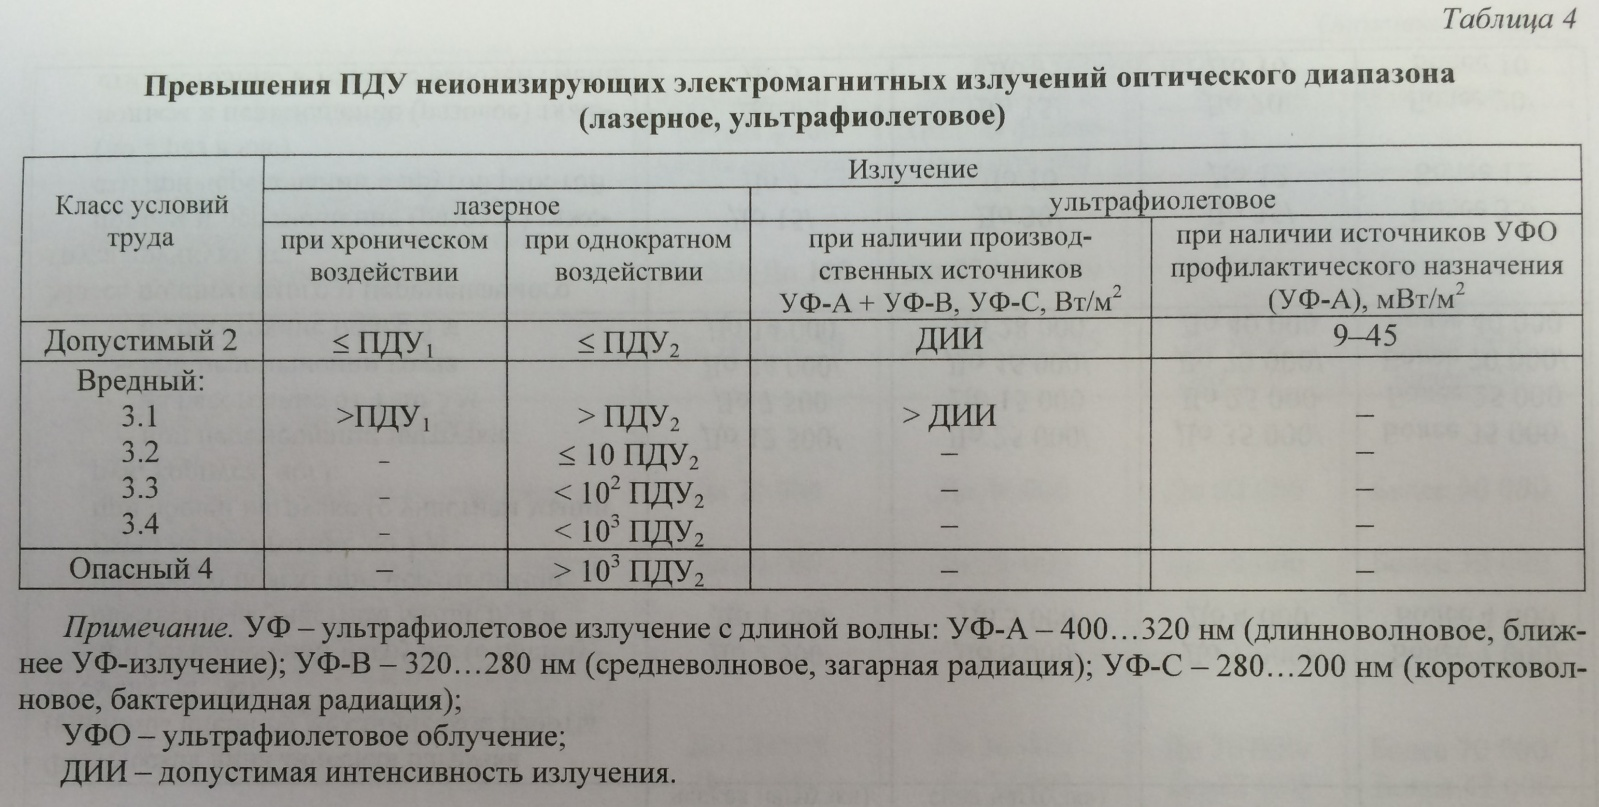 Таблица 4
Превышения ПДУ неионизирующих электромагнитных излучений оптического диапазона
(лазерное, ультрафиолетовое)
Класс условий труда
Излучение
лазерное
ультрафиолетовое
при хроническом воздействии
при однократном воздействии
при наличии производ-
ственных источников
УФ-А + УФ-В, УФ-С, Вт/м²
при наличии источников УФО
профилактического назначения
(УФ-А), мВт/м²
Допустимый 2 ≤ ПДУ₁ ≤ ПДУ₂ ДИИ 9–45
Вредный:
3.1 >ПДУ₁ > ПДУ₂ > ДИИ –
3.2 - ≤ 10 ПДУ₂ – –
3.3 - < 10² ПДУ₂ – –
3.4 - < 10³ ПДУ₂ – –
Опасный 4 – > 10³ ПДУ₂ – –
Примечание. УФ – ультрафиолетовое излучение с длиной волны: УФ-А – 400…320 нм (длинноволновое, ближ-
нее УФ-излучение); УФ-В – 320…280 нм (средневолновое, загарная радиация); УФ-С – 280…200 нм (коротковол-
новое, бактерицидная радиация);
УФО – ультрафиолетовое облучение;
ДИИ – допустимая интенсивность излучения.